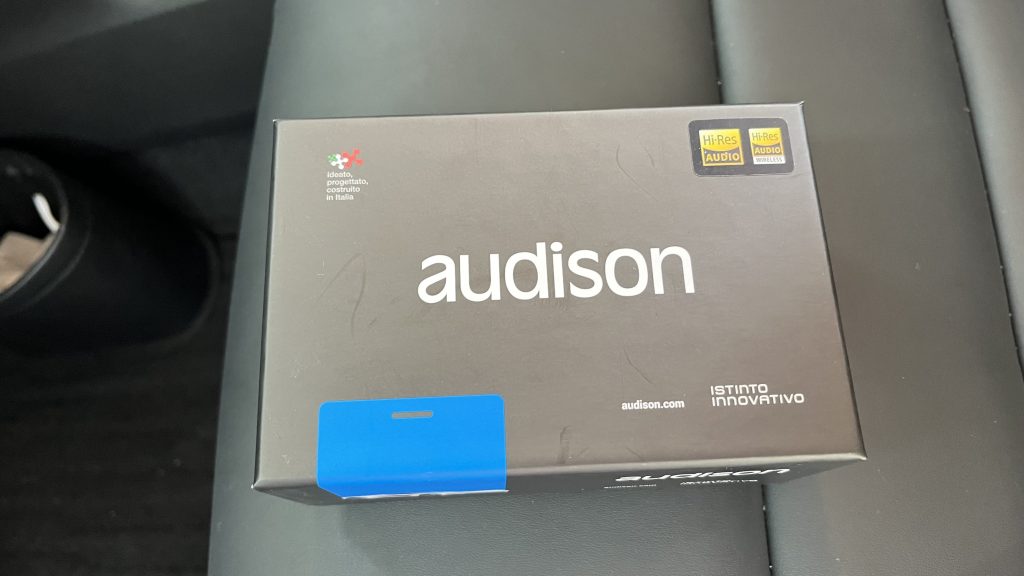 Hi-Res
AUDIO
Hi-Res
AUDIO
WIRELESS
ideato,
progettato,
costruito
in Italia
audison
audison.com
ISTINTO
INNOVATIVO
audison